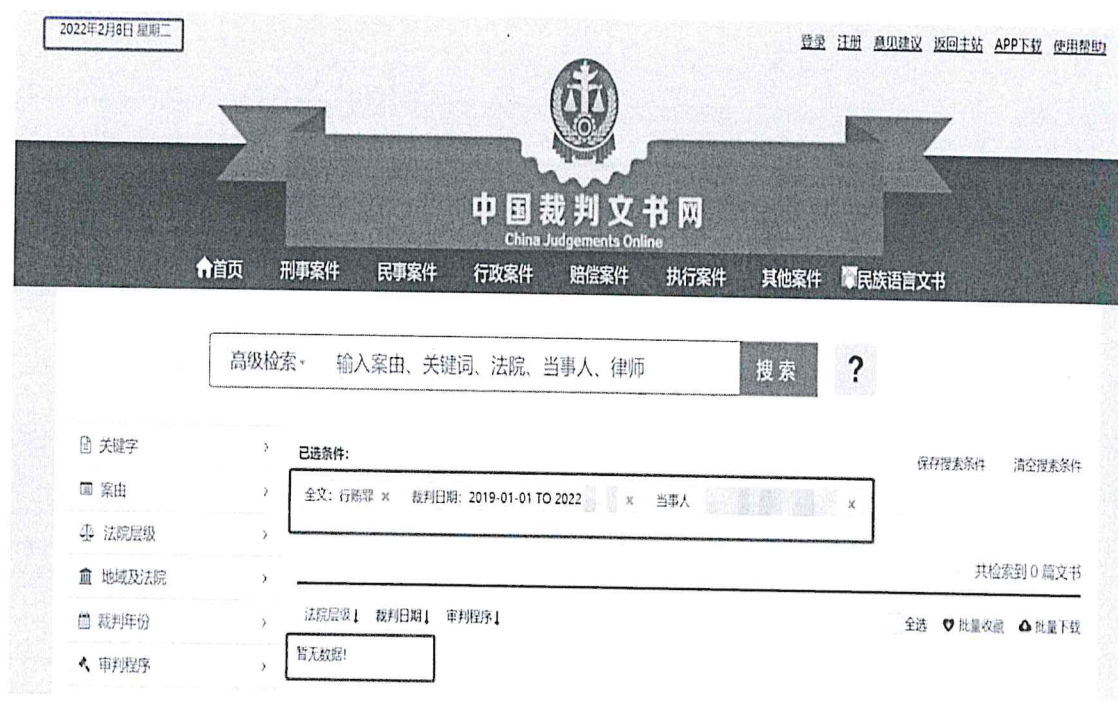 2022年2月8日 星期二
登录 注册 意见建议 返回主站 APP下载 使用帮助
中国裁判文书网
China Judgements Online
首页 刑事案件 民事案件 行政案件 赔偿案件 执行案件 其他案件 民族语言文书
高级检索 输入案由、关键词、法院、当事人、律师 搜索 ?
关键字
案由
法院层级
地域及法院
裁判年份
审判程序
已选条件:
保存搜索条件 清空搜索条件
全文: 行贿罪 × 裁判日期: 2019-01-01 TO 2022 × 当事人 ×
共检索到 0 篇文书
法院层级↓ 裁判日期↓ 审判程序↓
全选 批量收藏 批量下载
暂无数据!